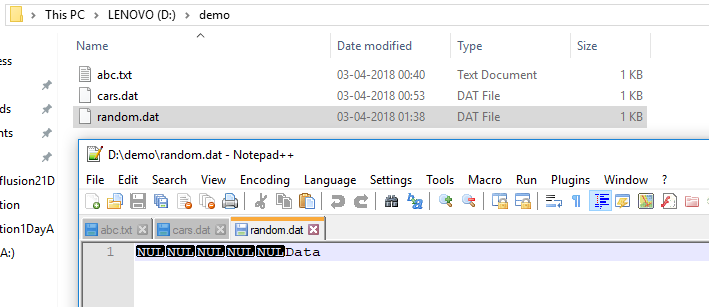 This PC > LENOVO (D:) > demo
Name Date modified Type Size
ess
abc.txt 03-04-2018 00:40 Text Document 1 KB
cars.dat 03-04-2018 00:53 DAT File 1 KB
ds
random.dat 03-04-2018 01:38 DAT File 1 KB
nts
D:\demo\random.dat - Notepad++
File Edit Search View Encoding Language Settings Tools Macro Run Plugins Window ?
fflusion21D
tion
tion1DayA
abc.txt cars.dat random.dat
A:)
1 NULNULNULNULNULData